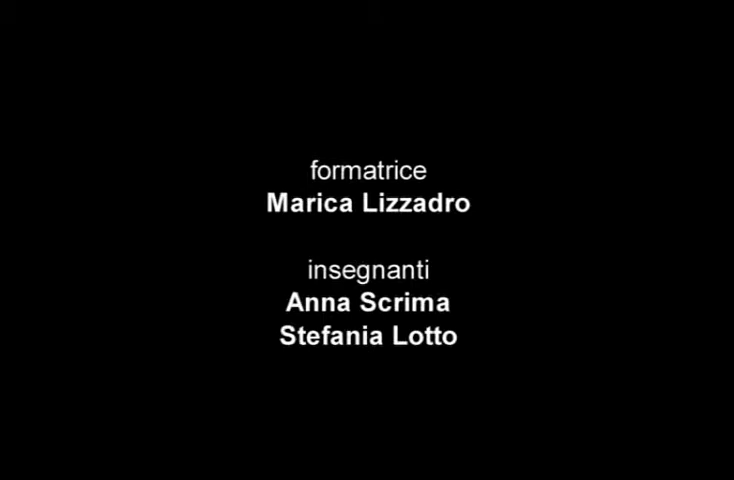 formatrice
Marica Lizzadro
insegnanti
Anna Scrima
Stefania Lotto